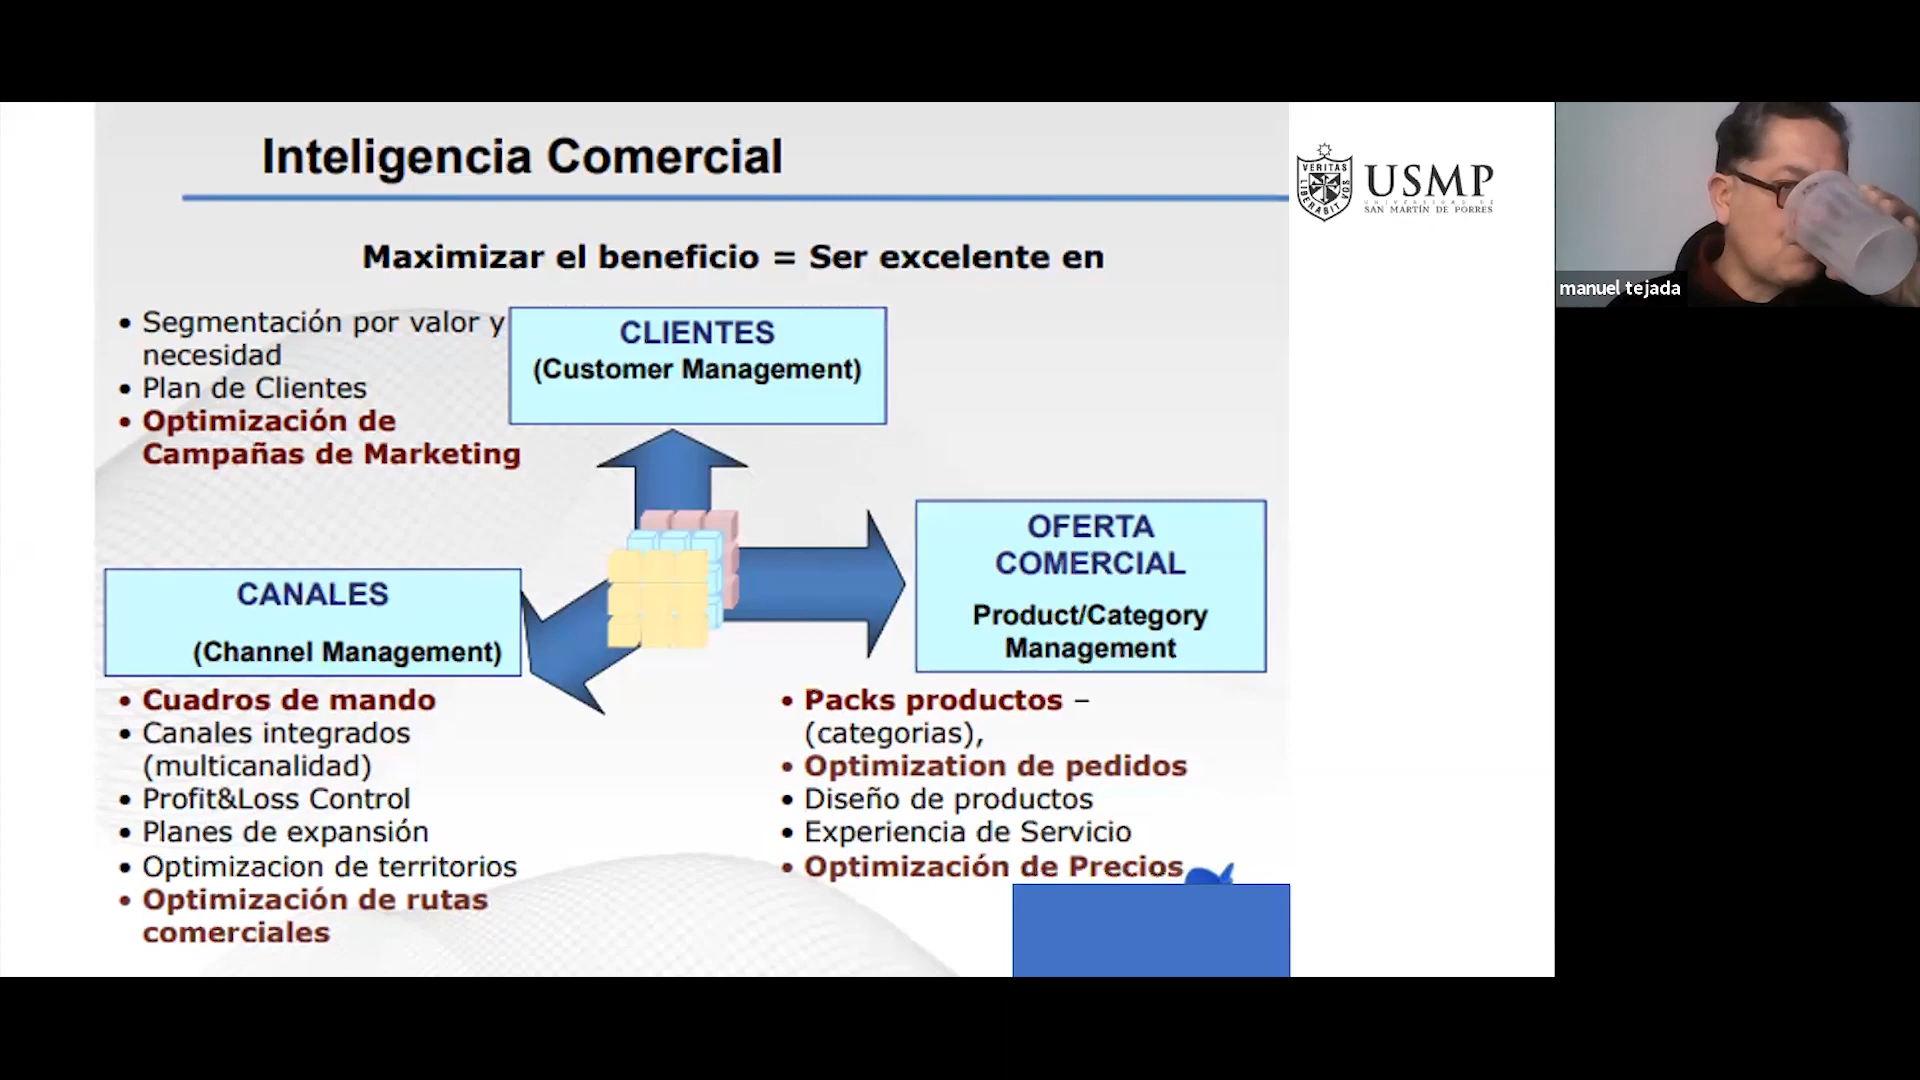 Inteligencia Comercial
VERITAS
LIBERABIT VOS
USMP
UNIVERSIDAD DE
SAN MARTÍN DE PORRES
manuel tejada
Maximizar el beneficio = Ser excelente en
• Segmentación por valor y
necesidad
• Plan de Clientes
• Optimización de
Campañas de Marketing
CLIENTES
(Customer Management)
OFERTA
COMERCIAL
Product/Category
Management
CANALES
(Channel Management)
• Cuadros de mando
• Canales integrados
(multicanalidad)
• Profit&Loss Control
• Planes de expansión
• Optimizacion de territorios
• Optimización de rutas
comerciales
• Packs productos –
(categorias),
• Optimization de pedidos
• Diseño de productos
• Experiencia de Servicio
• Optimización de Precios